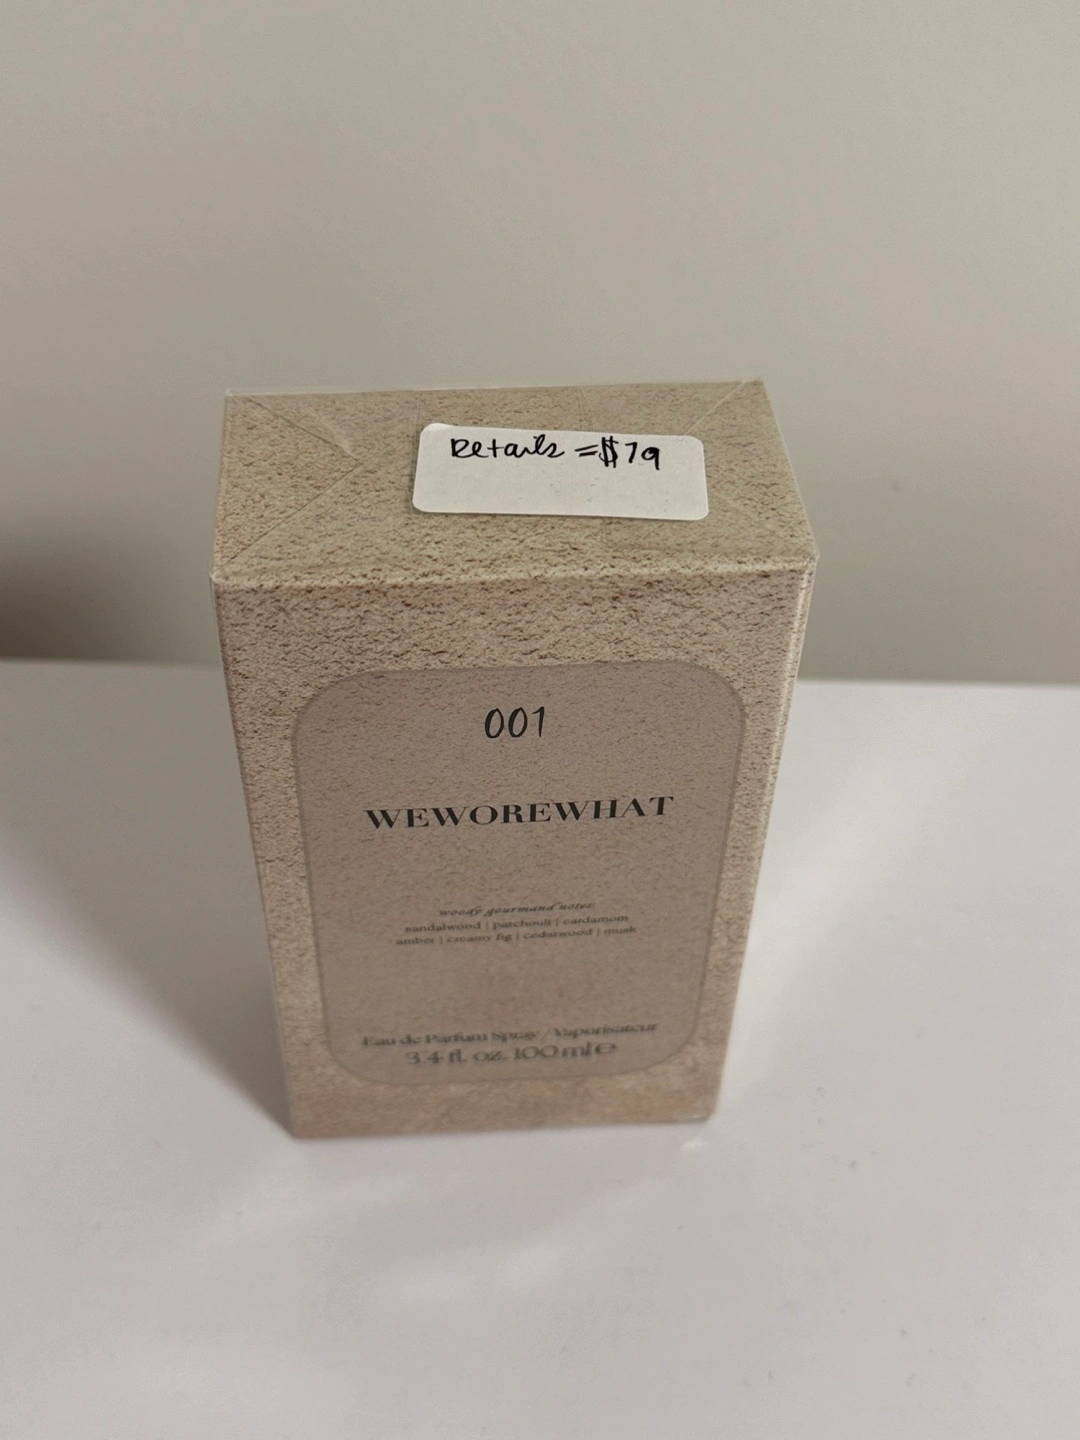 Retails = $79
001
WEWOREWHAT
woody gourmand notes:
sandalwood | patchouli | cardamom
amber | creamy fig | cedarwood | musk
Eau de Parfum Spray / Vaporisateur
3.4 fl. oz. 100 ml e